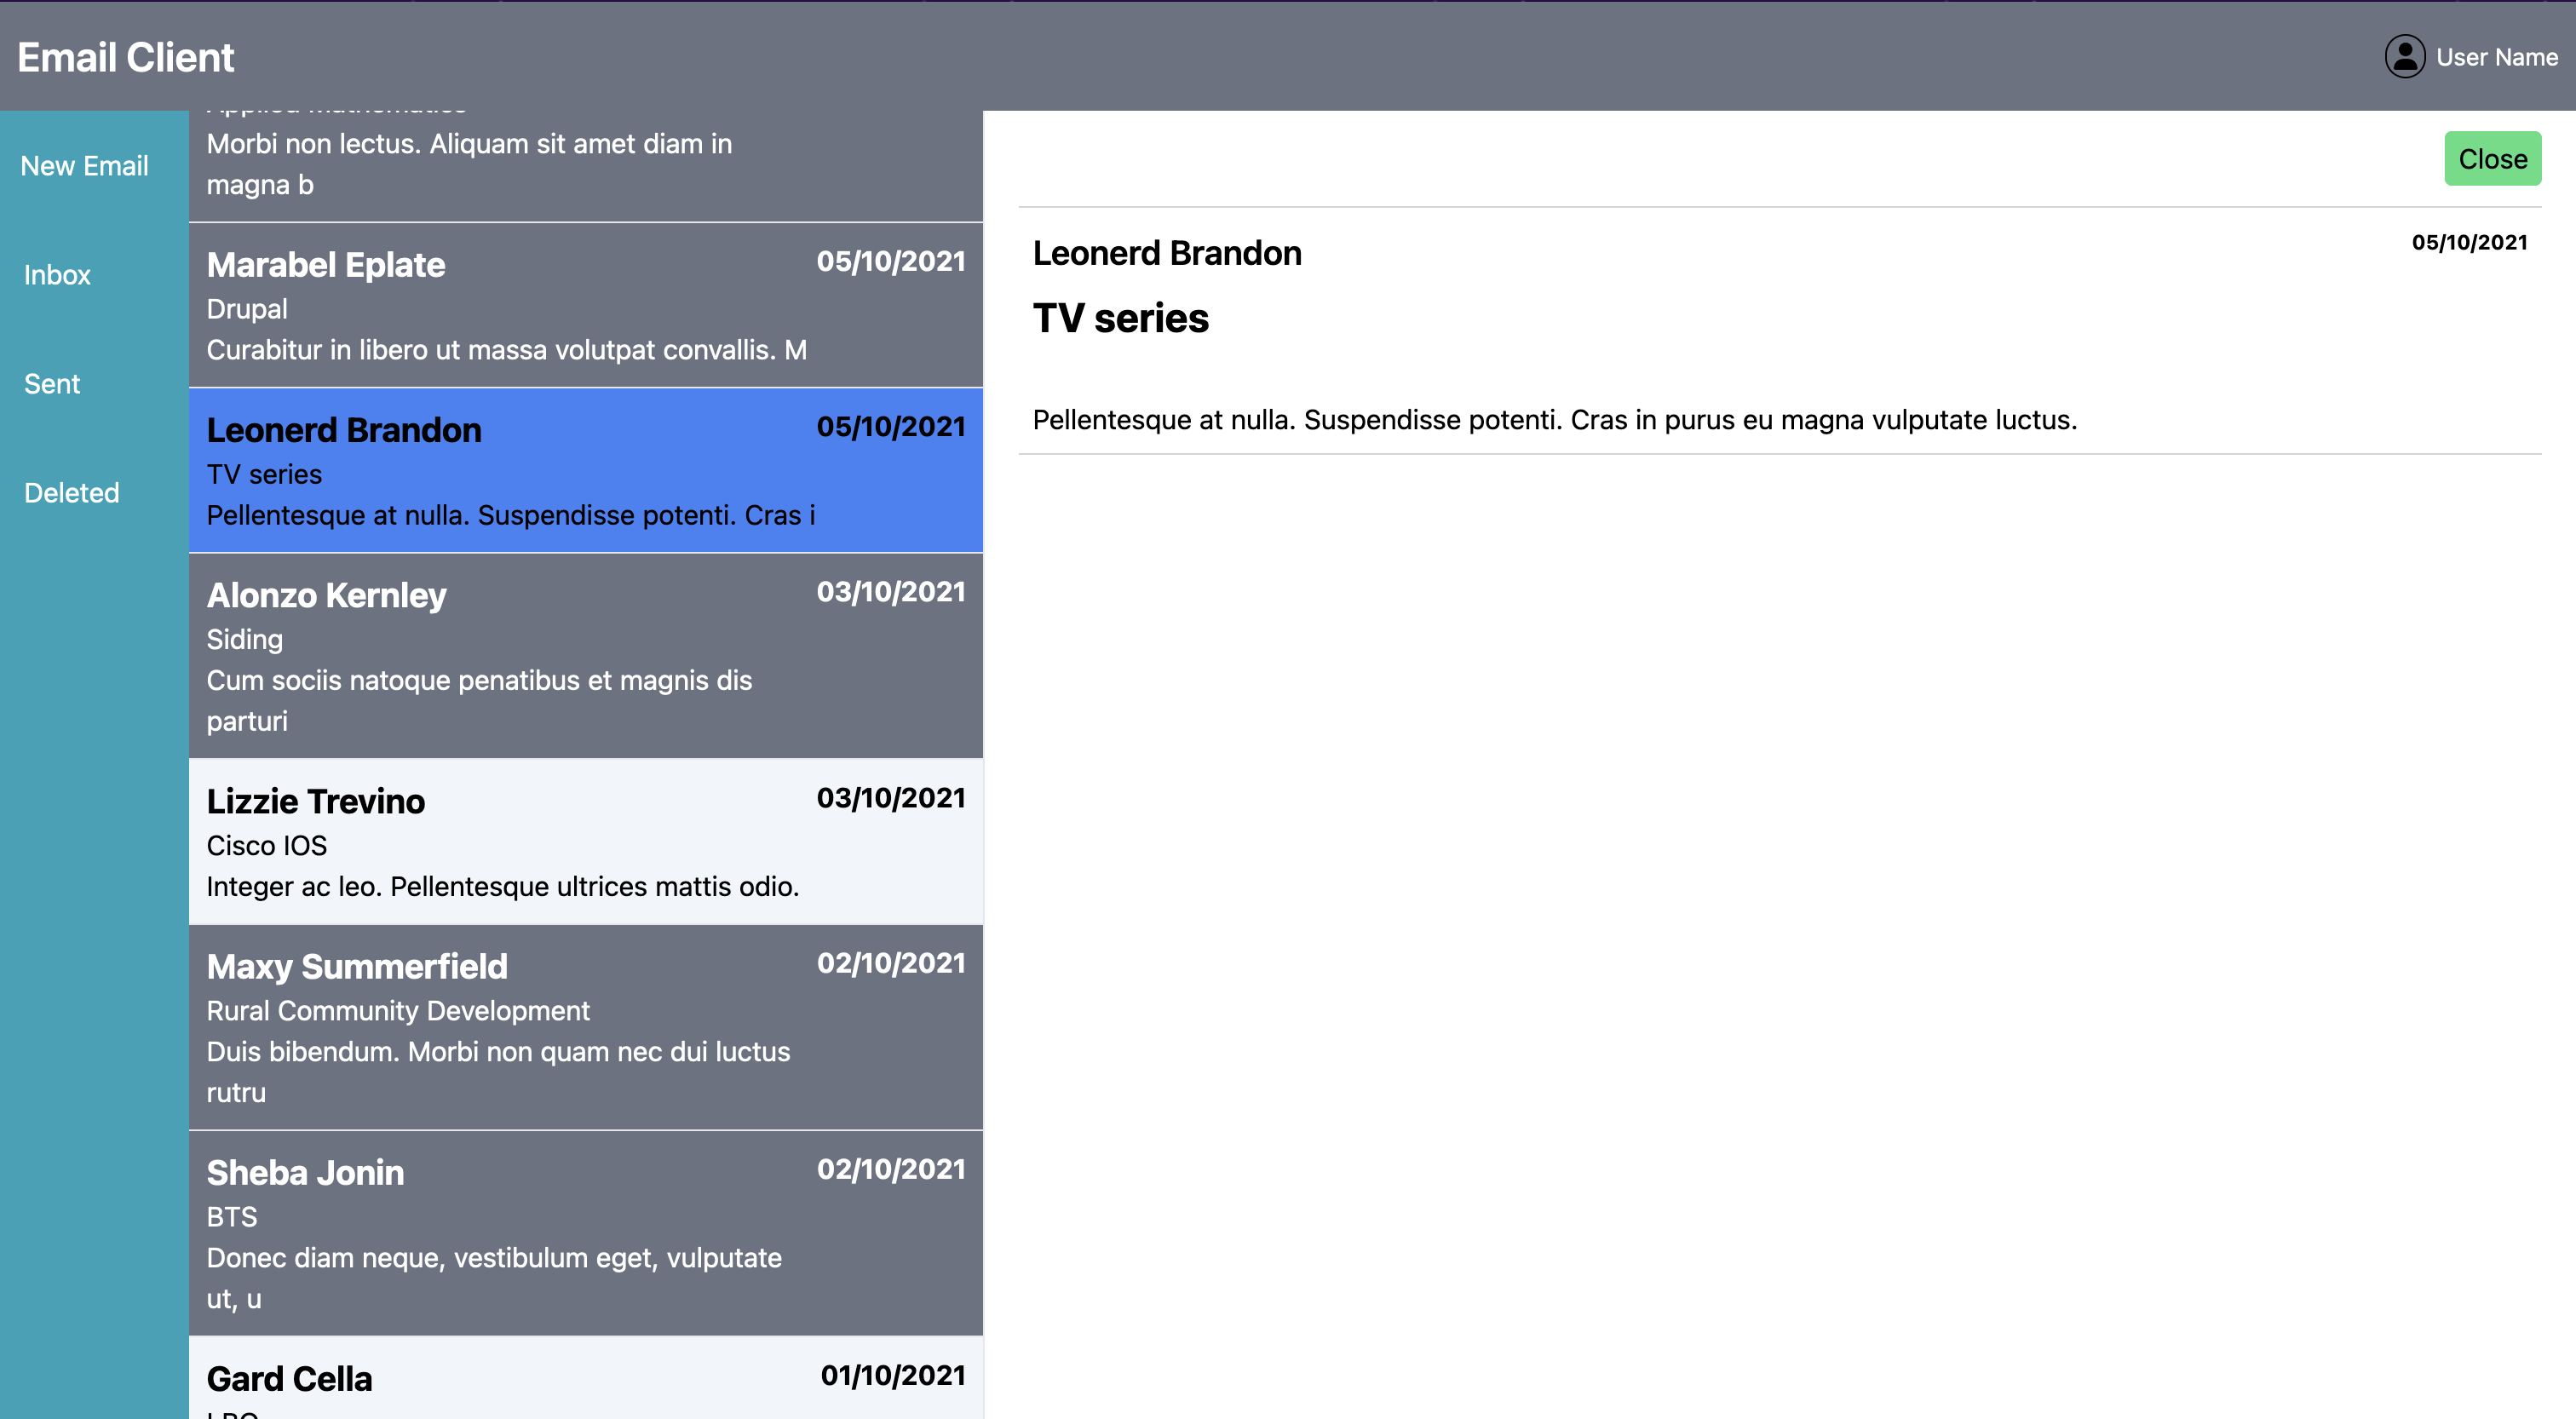 Email Client
User Name
New Email
Inbox
Sent
Deleted
Applied Mathematics
Morbi non lectus. Aliquam sit amet diam in
magna b
Marabel Eplate
05/10/2021
Drupal
Curabitur in libero ut massa volutpat convallis. M
Leonerd Brandon
05/10/2021
TV series
Pellentesque at nulla. Suspendisse potenti. Cras i
Alonzo Kernley
03/10/2021
Siding
Cum sociis natoque penatibus et magnis dis
parturi
Lizzie Trevino
03/10/2021
Cisco IOS
Integer ac leo. Pellentesque ultrices mattis odio.
Maxy Summerfield
02/10/2021
Rural Community Development
Duis bibendum. Morbi non quam nec dui luctus
rutru
Sheba Jonin
02/10/2021
BTS
Donec diam neque, vestibulum eget, vulputate
ut, u
Gard Cella
01/10/2021
Close
Leonerd Brandon
05/10/2021
TV series
Pellentesque at nulla. Suspendisse potenti. Cras in purus eu magna vulputate luctus.